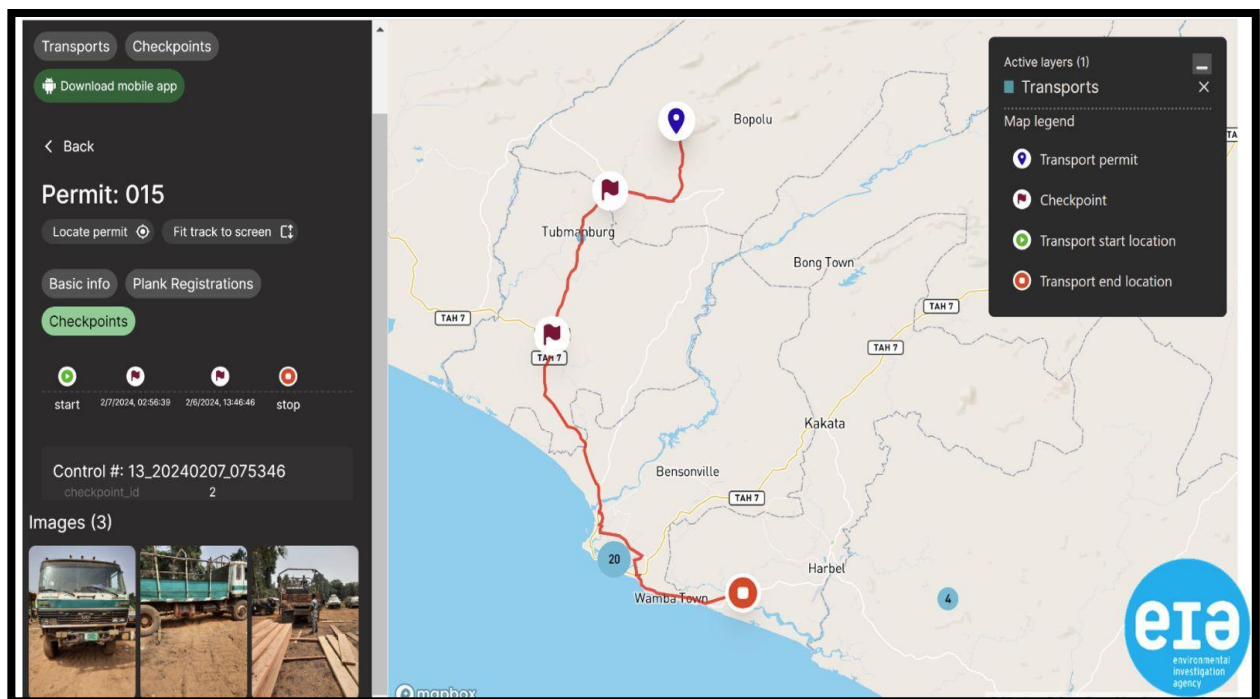 Transports Checkpoints
Download mobile app
Back
Permit: 015
Locate permit Fit track to screen
Basic info Plank Registrations
Checkpoints
start 2/7/2024, 02:56:39 2/6/2024, 13:46:46 stop
Control #: 13_20240207_075346
checkpoint_id 2
Images (3)
Bopolu
Tubmanburg
Bong Town
TAH 7
TAH 7
TAH 7
TAH 7
Kakata
Bensonville
TAH 7
20
Harbel
Wamba Town
4
mapbox
Active layers (1)
Transports
Map legend
Transport permit
Checkpoint
Transport start location
Transport end location
TA
eia
environmental
investigation
agency